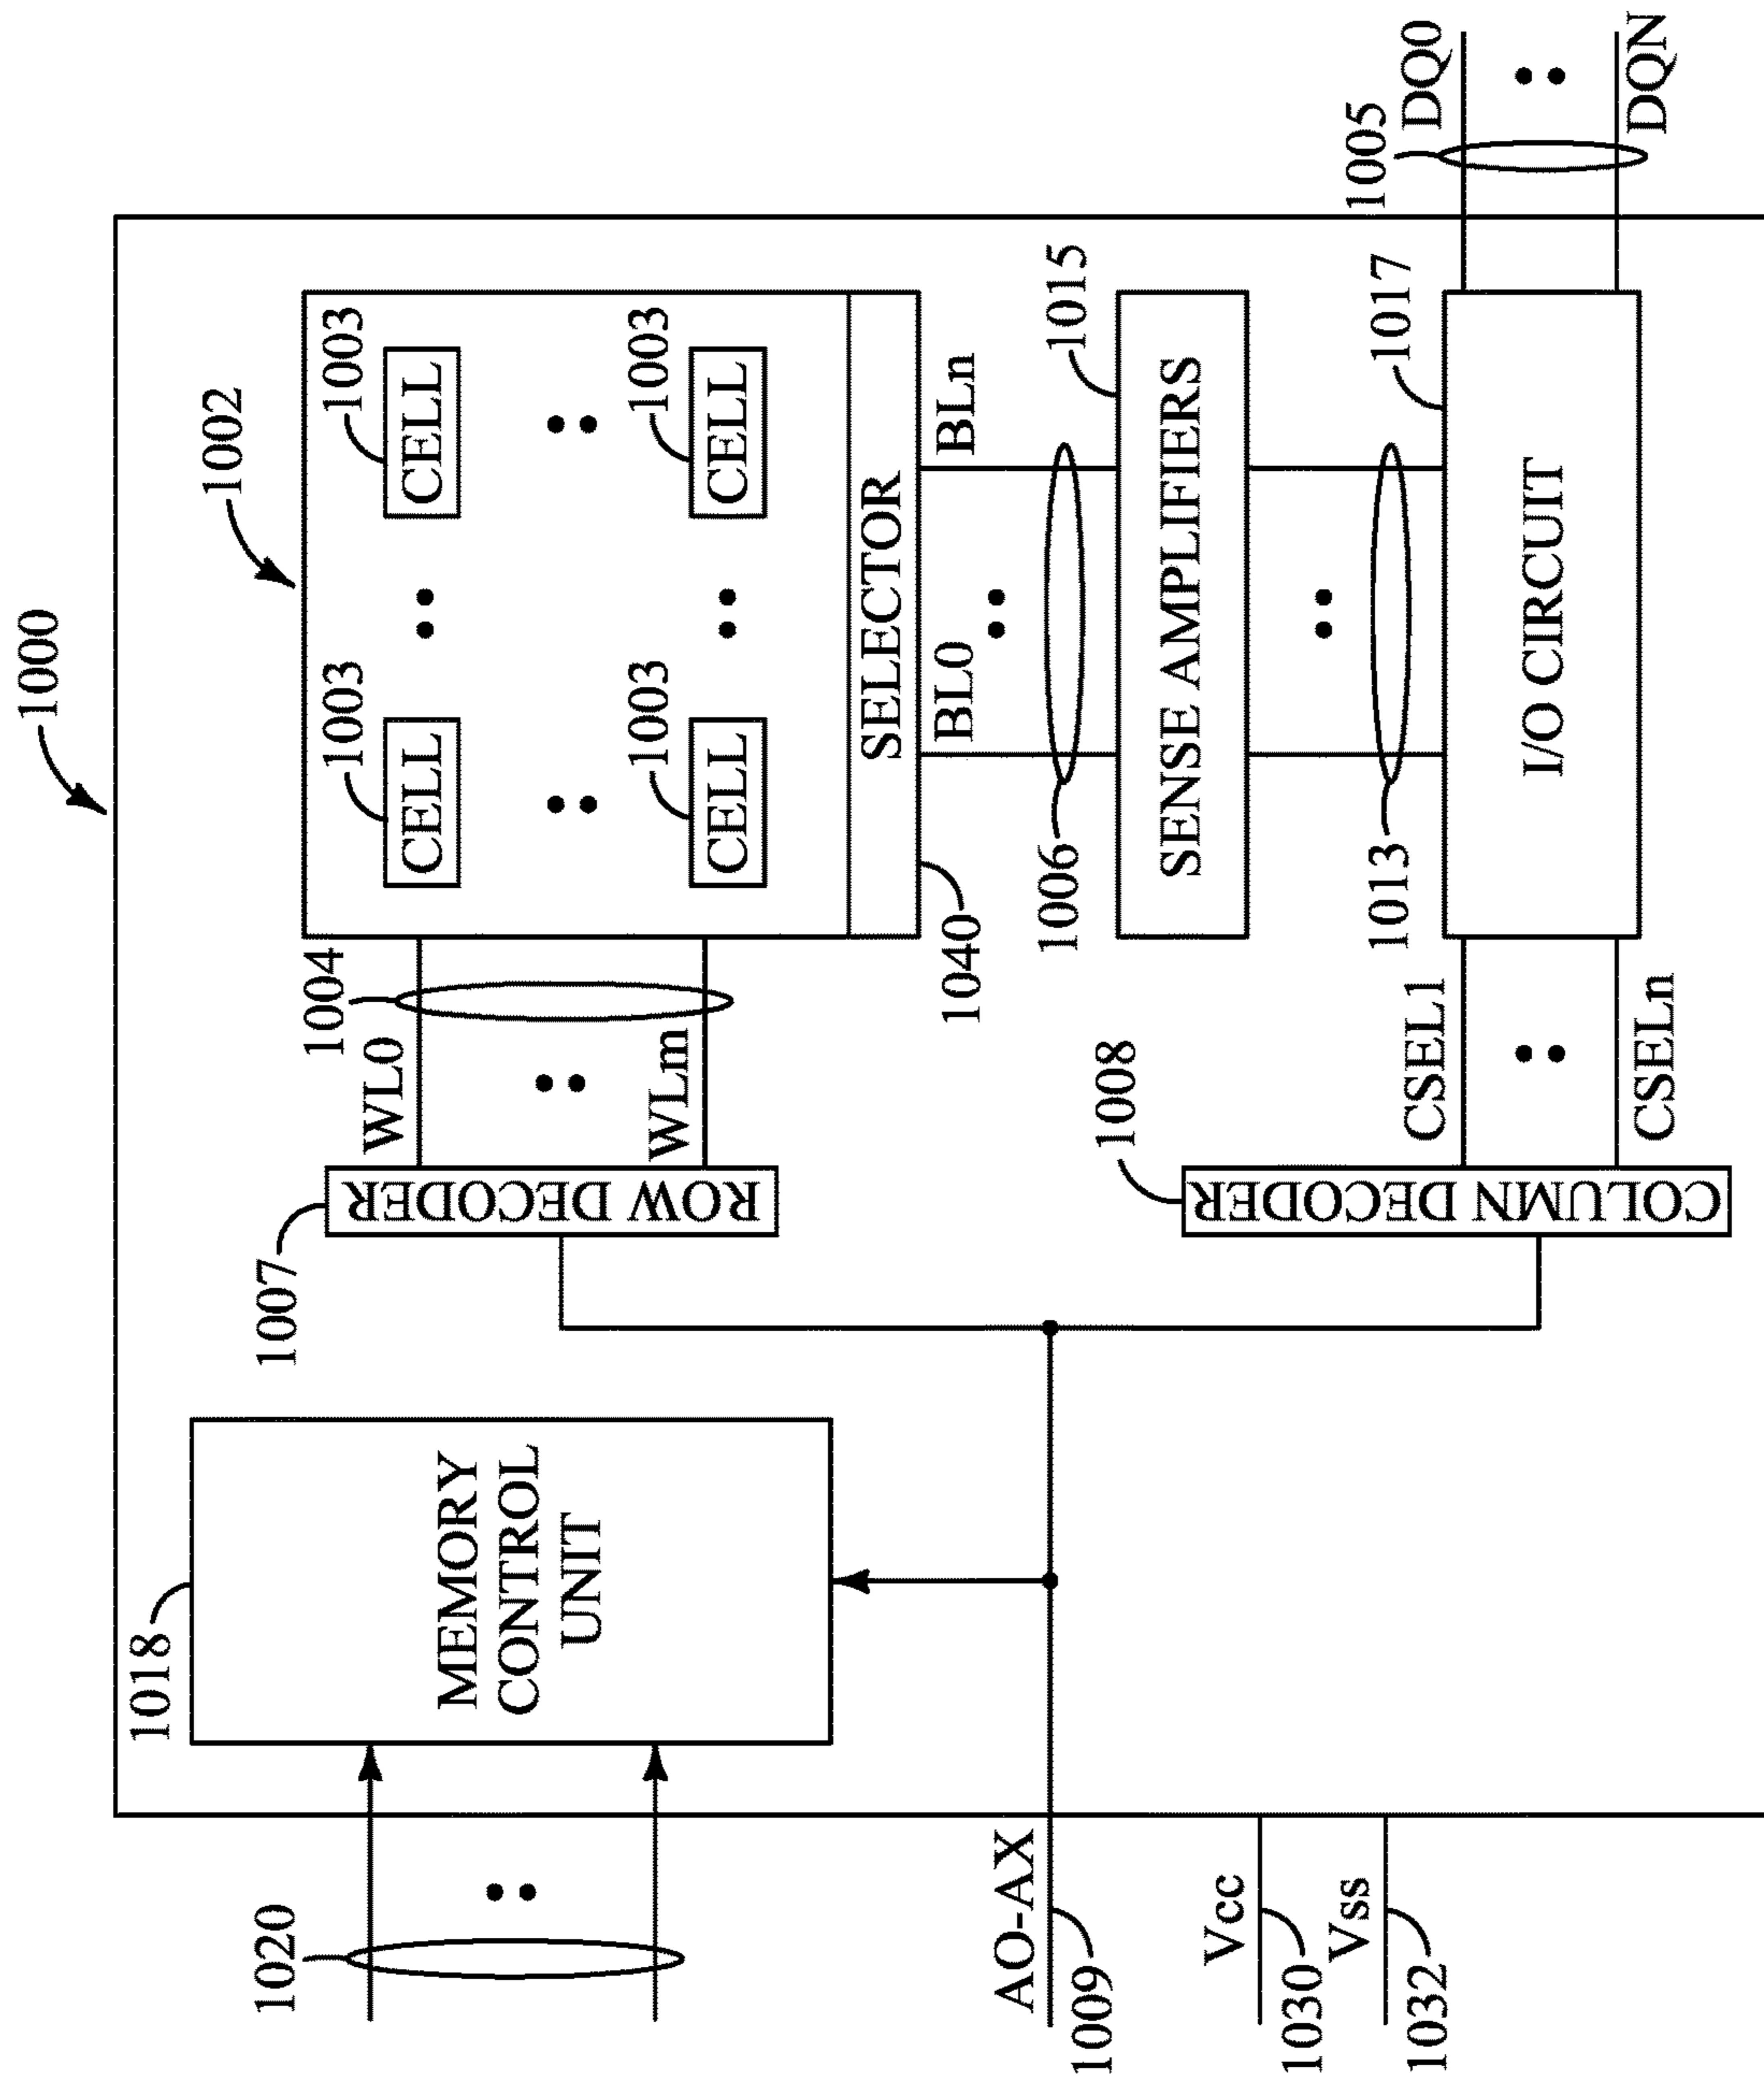 1000
1002
1003
CELL
1003
CELL
1003
CELL
1003
CELL
SELECTOR
1040
1004
WL0
WLm
ROW DECODER
1007
1018
MEMORY
CONTROL
UNIT
1020
BL0
BLn
1006
SENSE AMPLIFIERS
1015
1013
I/O CIRCUIT
1017
1005
DQ0
DQN
CSEL1
CSELn
1008
COLUMN DECODER
AO-AX
1009
Vcc
1030
Vss
1032